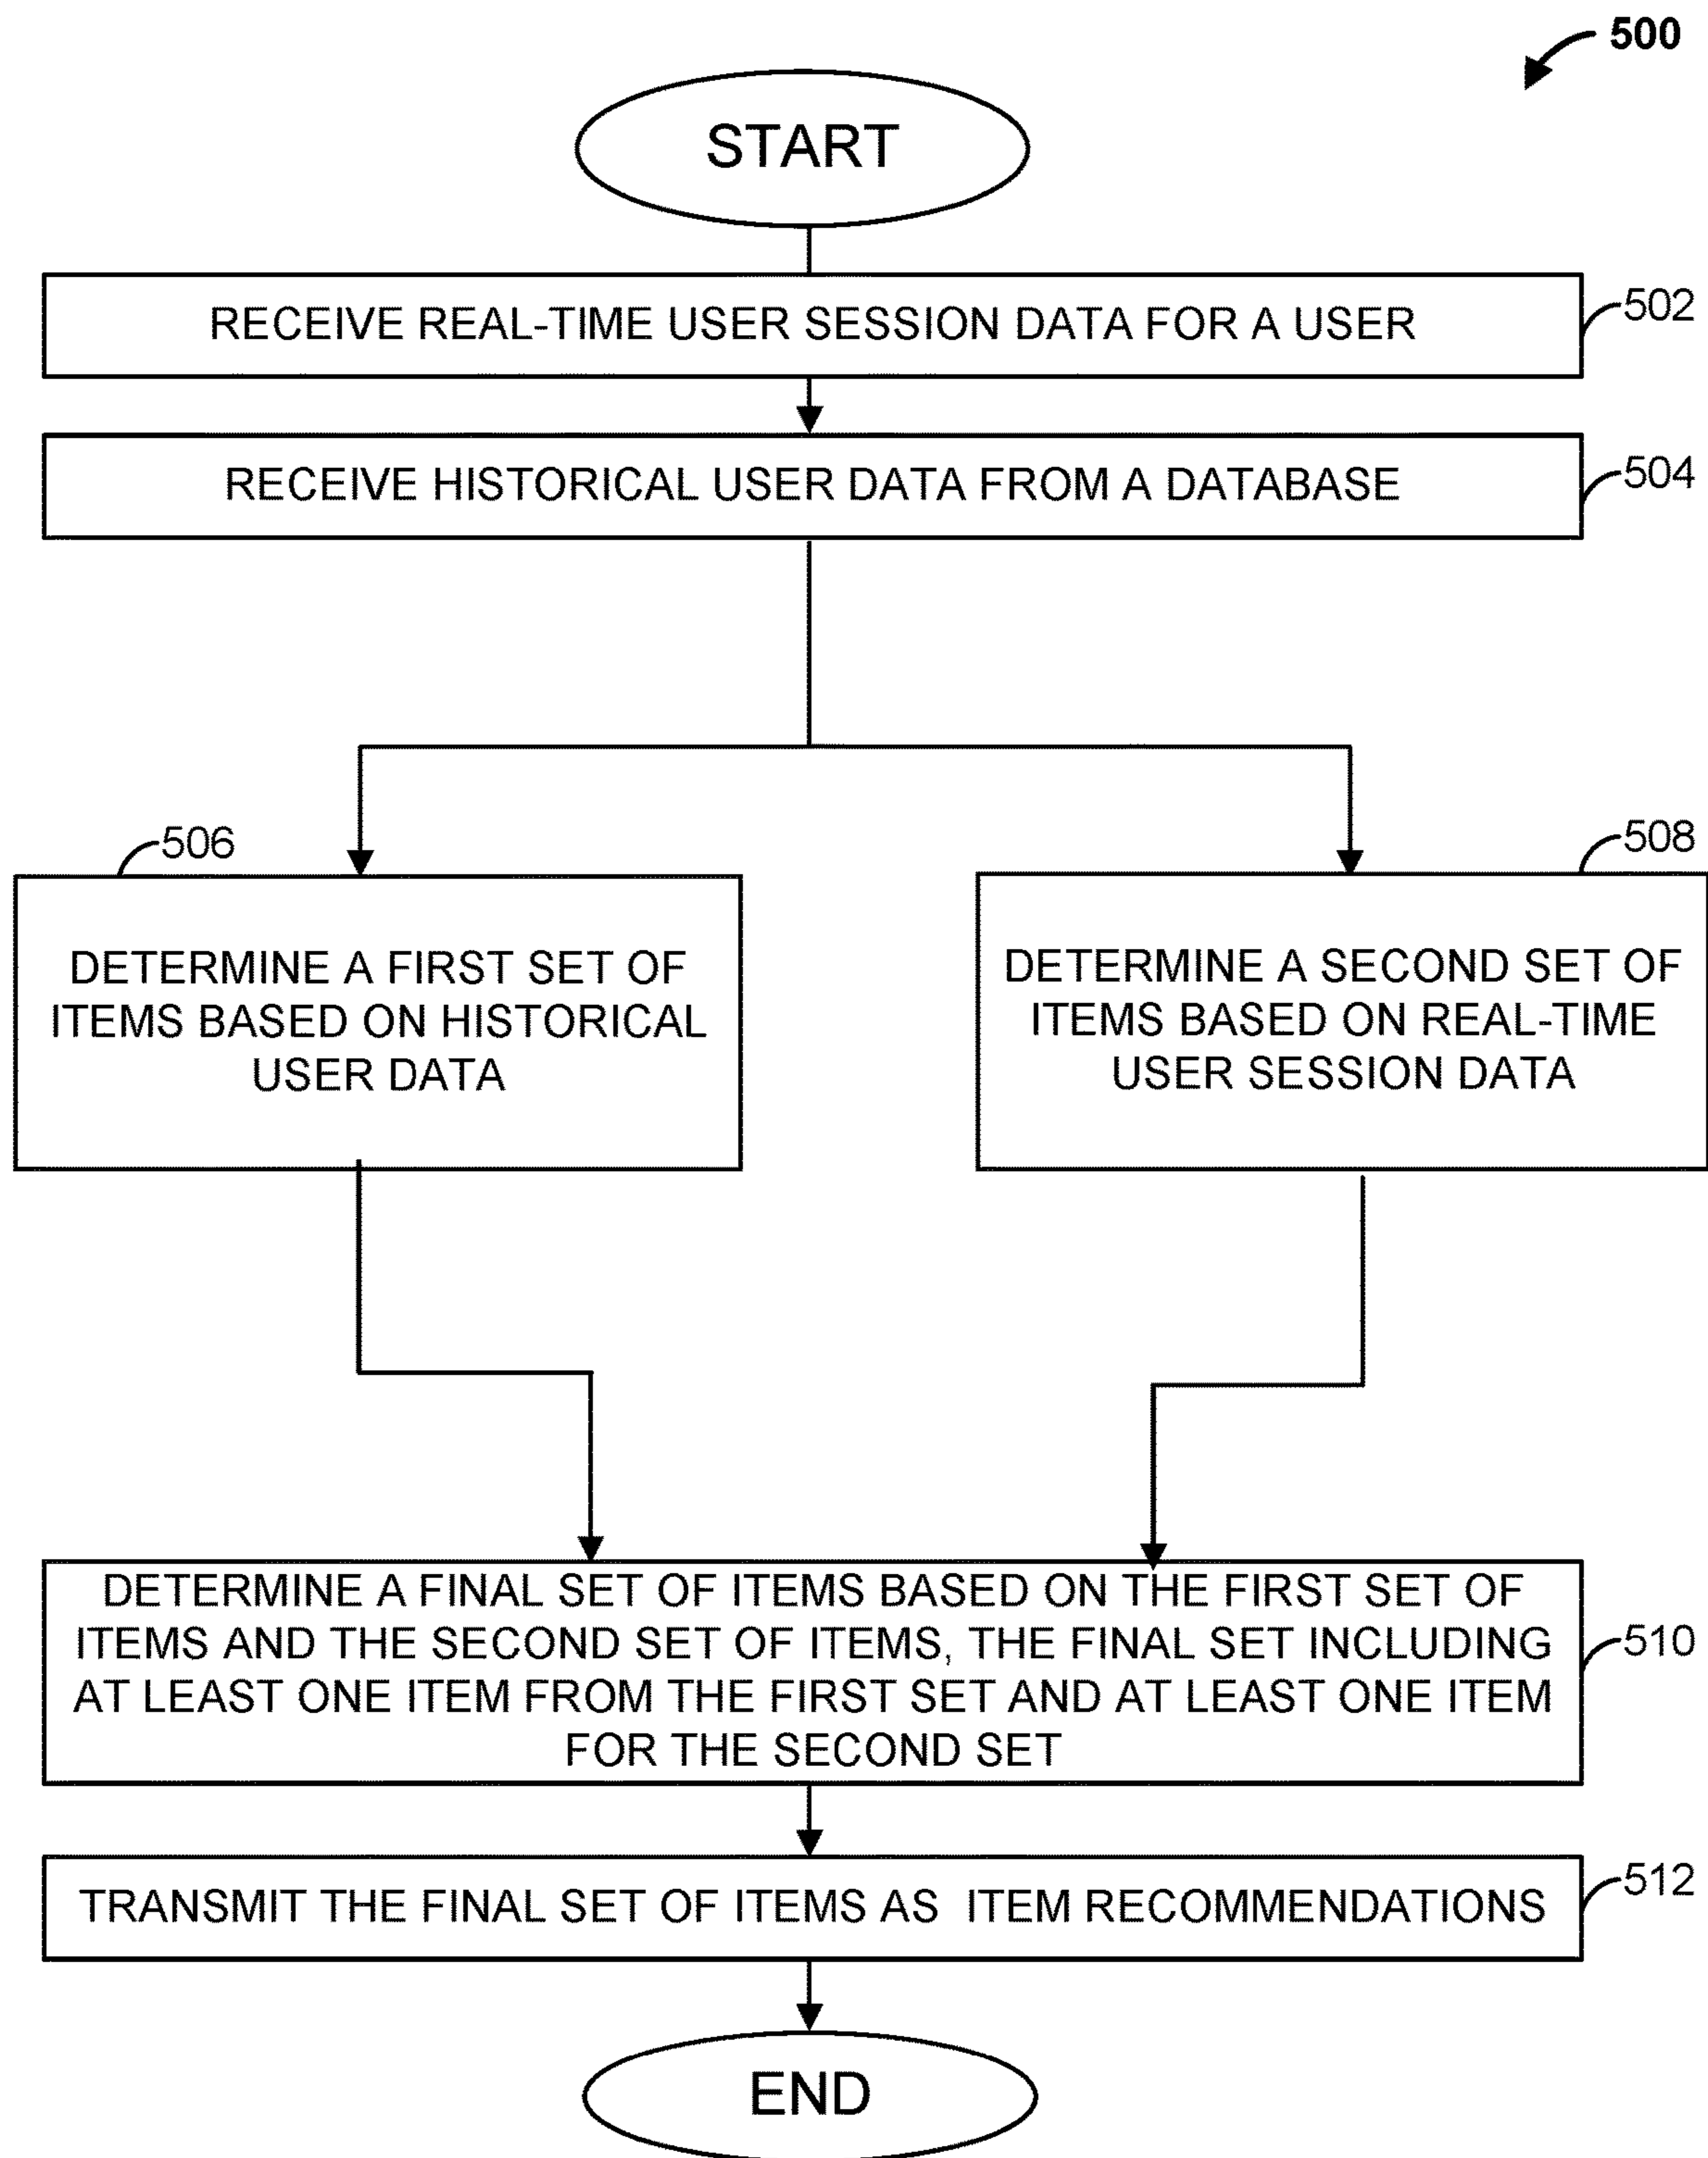 500
START
RECEIVE REAL-TIME USER SESSION DATA FOR A USER
502
RECEIVE HISTORICAL USER DATA FROM A DATABASE
504
506
DETERMINE A FIRST SET OF
ITEMS BASED ON HISTORICAL
USER DATA
508
DETERMINE A SECOND SET OF
ITEMS BASED ON REAL-TIME
USER SESSION DATA
DETERMINE A FINAL SET OF ITEMS BASED ON THE FIRST SET OF
ITEMS AND THE SECOND SET OF ITEMS, THE FINAL SET INCLUDING
AT LEAST ONE ITEM FROM THE FIRST SET AND AT LEAST ONE ITEM
FOR THE SECOND SET
510
TRANSMIT THE FINAL SET OF ITEMS AS  ITEM RECOMMENDATIONS
512
END